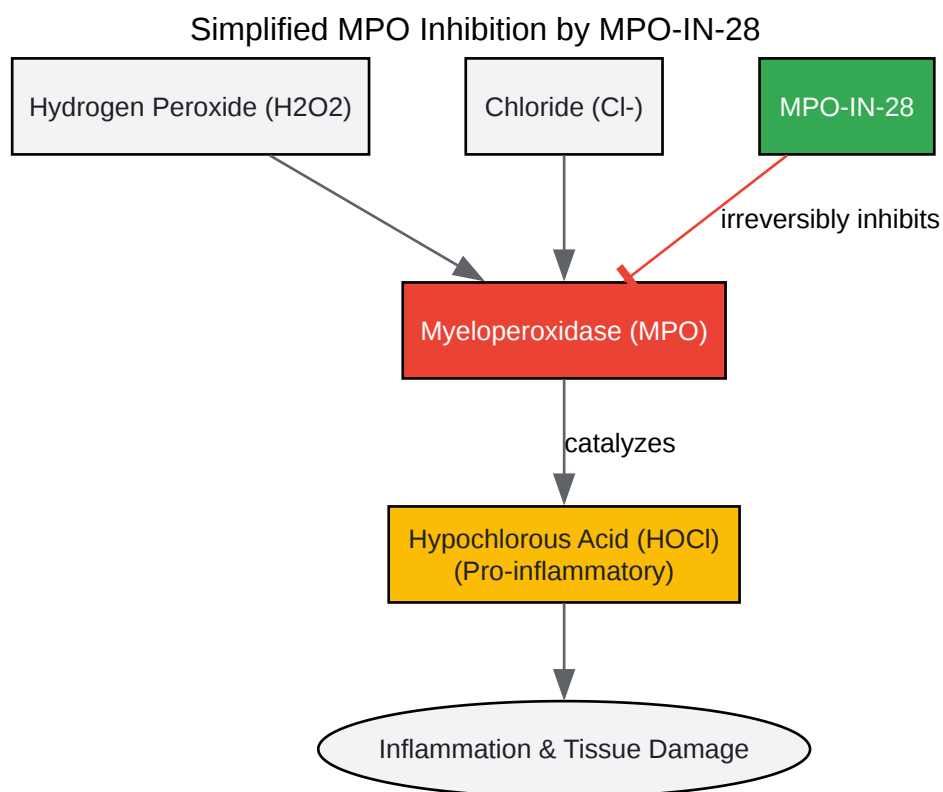 Simplified MPO Inhibition by MPO-IN-28
Hydrogen Peroxide (H2O2)
Chloride (Cl-)
MPO-IN-28
irreversibly inhibits
Myeloperoxidase (MPO)
catalyzes
Hypochlorous Acid (HOCl)
(Pro-inflammatory)
Inflammation & Tissue Damage